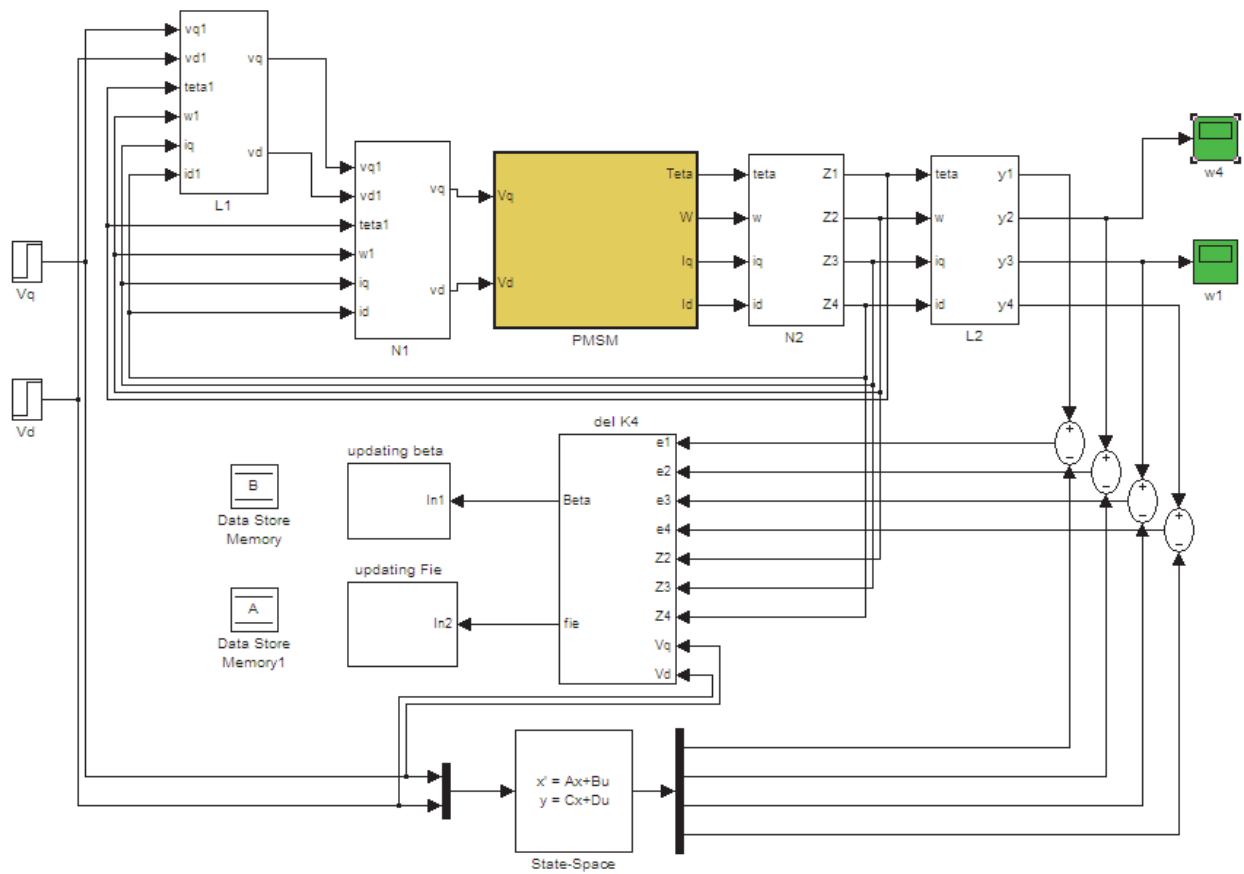 vq1
vd1
teta1
w1
iq
id1
vq
vd
L1
vq1
vd1
teta1
w1
iq
id
vq
vd
N1
Vq
Vd
Teta
W
Iq
Id
PMSM
teta
w
iq
id
Z1
Z2
Z3
Z4
N2
teta
w
iq
id
y1
y2
y3
y4
L2
w4
w1
Vq
Vd
del K4
e1
e2
e3
e4
Z2
Z3
Z4
Vq
Vd
Beta
fie
updating beta
In1
updating Fie
In2
B
Data Store
Memory
A
Data Store
Memory1
+
−
+
−
+
−
+
−
x' = Ax+Bu
y = Cx+Du
State-Space